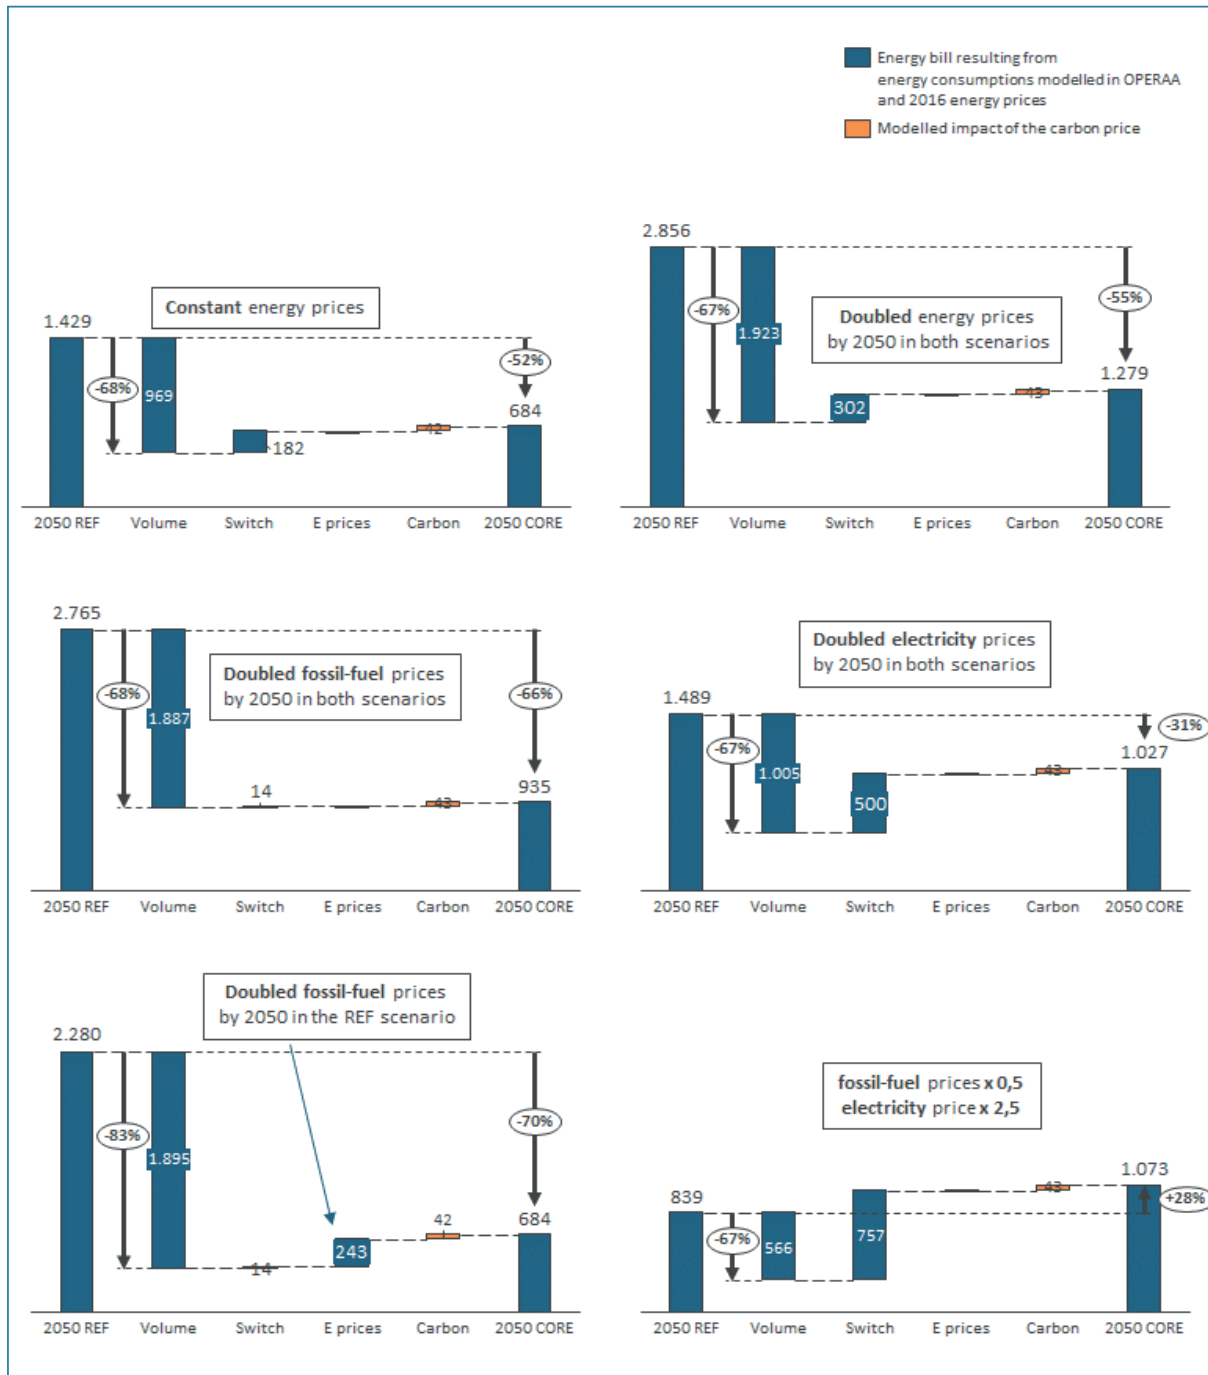 Energy bill resulting from
energy consumptions modelled in OPERAA
and 2016 energy prices
Modelled impact of the carbon price
Constant energy prices
1.429
-68%
969
182
42
-52%
684
2050 REF Volume Switch E prices Carbon 2050 CORE
2.856
Doubled energy prices
by 2050 in both scenarios
-67%
1.923
302
43
-55%
1.279
2050 REF Volume Switch E prices Carbon 2050 CORE
2.765
Doubled fossil-fuel prices
by 2050 in both scenarios
-68%
1.887
14
43
-66%
935
2050 REF Volume Switch E prices Carbon 2050 CORE
Doubled electricity prices
by 2050 in both scenarios
1.489
-67%
1.005
500
43
-31%
1.027
2050 REF Volume Switch E prices Carbon 2050 CORE
Doubled fossil-fuel prices
by 2050 in the REF scenario
2.280
-83%
1.895
14
243
42
-70%
684
2050 REF Volume Switch E prices Carbon 2050 CORE
fossil-fuel prices x 0,5
electricity price x 2,5
839
-67%
566
757
43
1.073
+28%
2050 REF Volume Switch E prices Carbon 2050 CORE